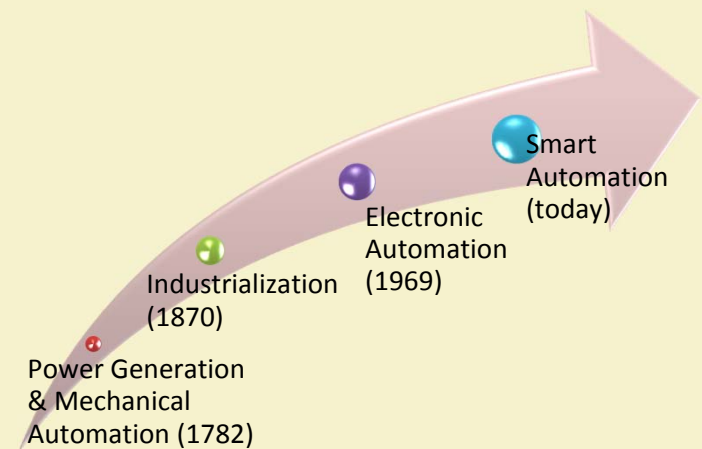 Smart
Automation
(today)
Electronic
Automation
(1969)
Industrialization
(1870)
Power Generation
& Mechanical
Automation (1782)